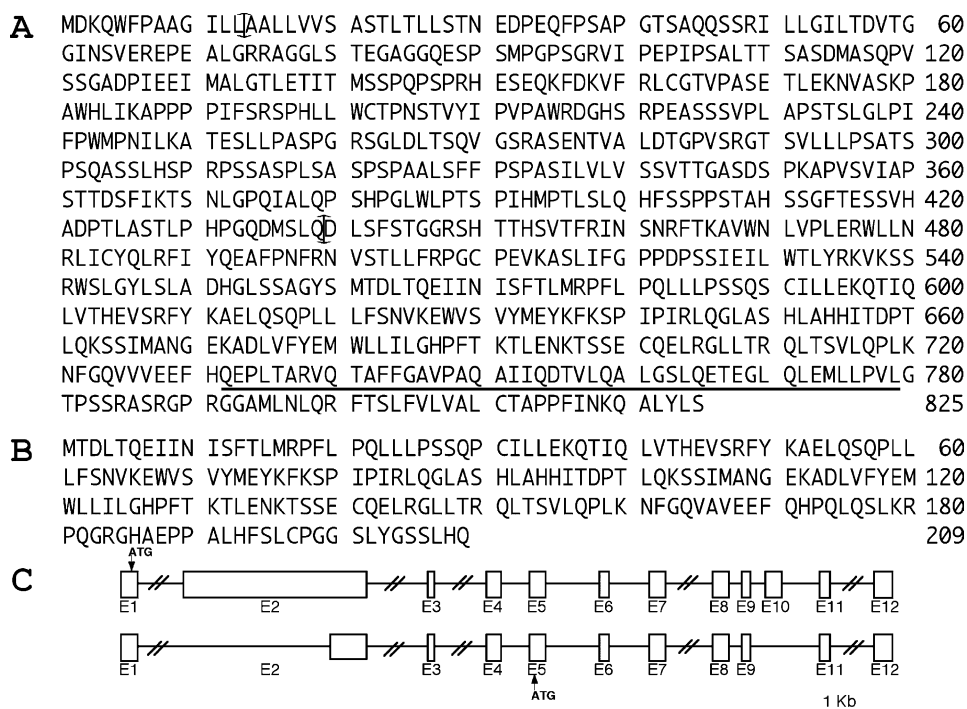 A MDKQWFPAAG ILLIAALLVVS ASTLTLLSTN EDPEQFPSAP GTSAQQSSRI LLGILTDVTG 60
GINSVEREPE ALGRRAGGLS TEGAGGQESP SMPGPSGRVI PEPIPSALTT SASDMASQPV 120
SSGADPIEEI MALGTLETIT MSSPQPSPRH ESEQKFDKVF RLCGTVPASE TLEKNVASKP 180
AWHLIKAPPP PIFSRSPHLL WCTPNSTVYI PVPAWRDGHS RPEASSSVPL APSTSLGLPI 240
FPWMPNILKA TESLLPASPG RSGLDLTSQV GSRASENTVA LDTGPVSRGT SVLLLPSATS 300
PSQASSLHSP RPSSASPLSA SPSPAALSFF PSPASILVLV SSVTTGASDS PKAPVSVIAP 360
STTDSFIKTS NLGPQIALQP SHPGLWLPTS PIHMPTLSLQ HFSSPPSTAH SSGFTESSVH 420
ADPTLASTLP HPGQDMSLQD LSFSTGGRSH TTHSVTFRIN SNRFTKAVWN LVPLERWLLN 480
RLICYQLRFI YQEAFPNFRN VSTLLFRPGC PEVKASLIFG PPDPSSIEIL WTLYRKVKSS 540
RWSLGYLSLA DHGLSSAGYS MTDLTQEIIN ISFTLMRPFL PQLLLPSSQS CILLEKQTIQ 600
LVTHEVSRFY KAELQSQPLL LFSNVKEWVS VYMEYKFKSP IPIRLQGLAS HLAHHITDPT 660
LQKSSIMANG EKADLVFYEM WLLILGHPFT KTLENKTSSE CQELRGLLTR QLTSVLQPLK 720
NFGQVVVEEF HQEPLTARVQ TAFFGAVPAQ AIIQDTVLQA LGSLQETEGL QLEMLLPVLG 780
TPSSRASRGP RGGAMLNLQR FTSLFVLVAL CTAPPFINKQ ALYLS 825
B MTDLTQEIIN ISFTLMRPFL PQLLLPSSQP CILLEKQTIQ LVTHEVSRFY KAELQSQPLL 60
LFSNVKEWVS VYMEYKFKSP IPIRLQGLAS HLAHHITDPT LQKSSIMANG EKADLVFYEM 120
WLLILGHPFT KTLENKTSSE CQELRGLLTR QLTSVLQPLK NFGQVAVEEF QHPQLQSLKR 180
PQGRGHAEPP ALHFSLCPGG SLYGSSLHQ 209
C ATG
E1 E2 E3 E4 E5 E6 E7 E8 E9 E10 E11 E12
E1 E2 E3 E4 E5 E6 E7 E8 E9 E11 E12
ATG
1 Kb